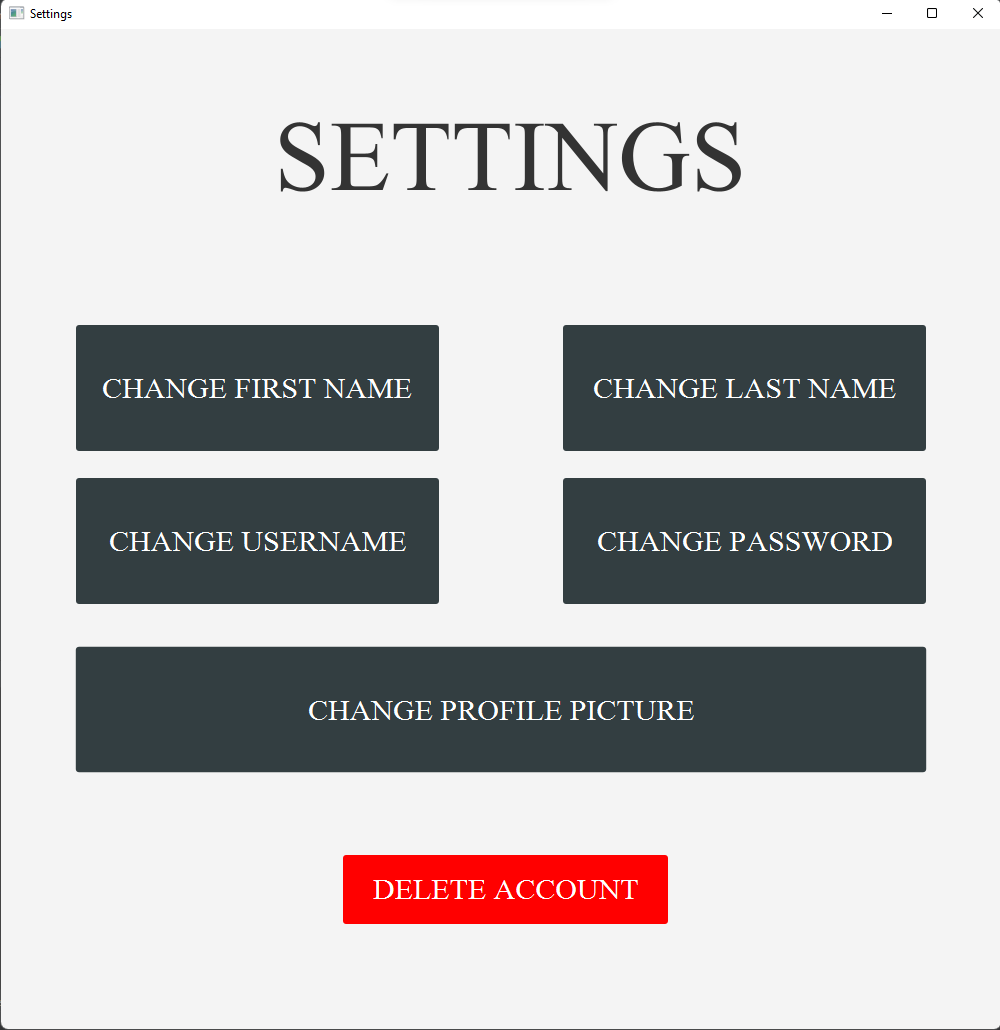 Settings
SETTINGS
CHANGE FIRST NAME
CHANGE LAST NAME
CHANGE USERNAME
CHANGE PASSWORD
CHANGE PROFILE PICTURE
DELETE ACCOUNT